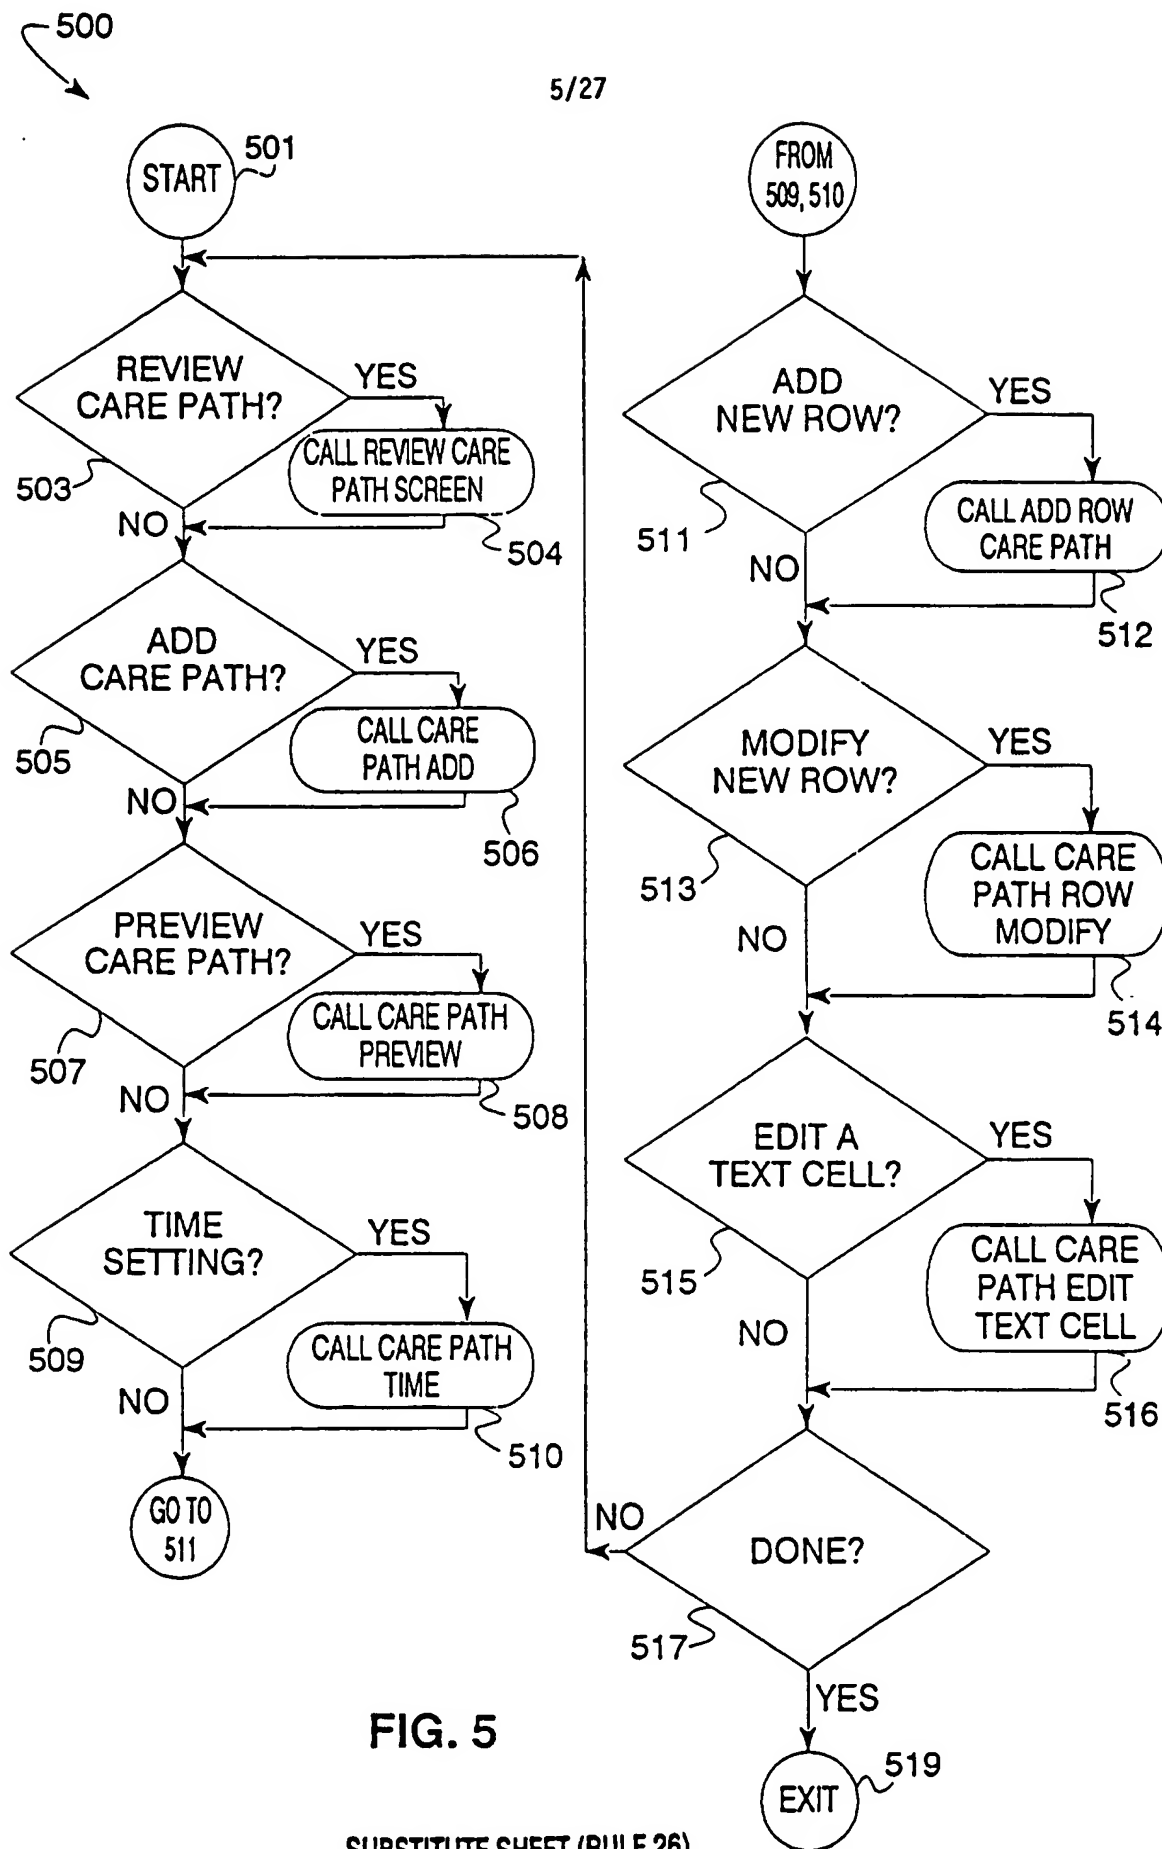 500
5/27
START
501
REVIEW
CARE PATH?
YES
503
CALL REVIEW CARE
PATH SCREEN
NO
504
ADD
CARE PATH?
YES
505
CALL CARE
PATH ADD
NO
506
PREVIEW
CARE PATH?
YES
507
CALL CARE PATH
PREVIEW
NO
508
TIME
SETTING?
YES
509
CALL CARE PATH
TIME
NO
510
GO TO
511
FROM
509, 510
ADD
NEW ROW?
YES
511
CALL ADD ROW
CARE PATH
NO
512
MODIFY
NEW ROW?
YES
513
CALL CARE
PATH ROW
MODIFY
NO
514
EDIT A
TEXT CELL?
YES
515
CALL CARE
PATH EDIT
TEXT CELL
NO
516
NO
DONE?
517
YES
EXIT
519
FIG. 5
SUBSTITUTE SHEET (RULE 26)